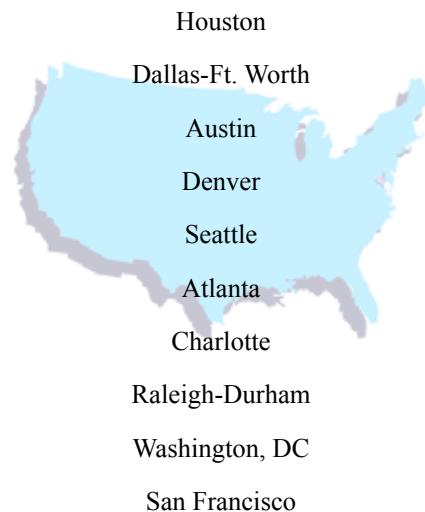 Houston
Dallas-Ft. Worth
Austin
Denver
Seattle
Atlanta
Charlotte
Raleigh-Durham
Washington, DC
San Francisco